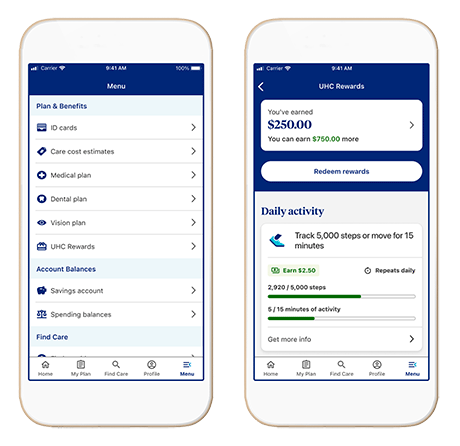 Carrier
9:41 AM
100%
Menu
Plan & Benefits
ID cards
Care cost estimates
Medical plan
Dental plan
Vision plan
UHC Rewards
Account Balances
Savings account
Spending balances
Find Care
Home
My Plan
Find Care
Profile
Menu
Carrier
9:41 AM
UHC Rewards
You've earned
$250.00
You can earn $750.00 more
Redeem rewards
Daily activity
Track 5,000 steps or move for 15
minutes
Earn $2.50
Repeats daily
2,920 / 5,000 steps
5 / 15 minutes of activity
Get more info
Home
My Plan
Find Care
Profile
Menu